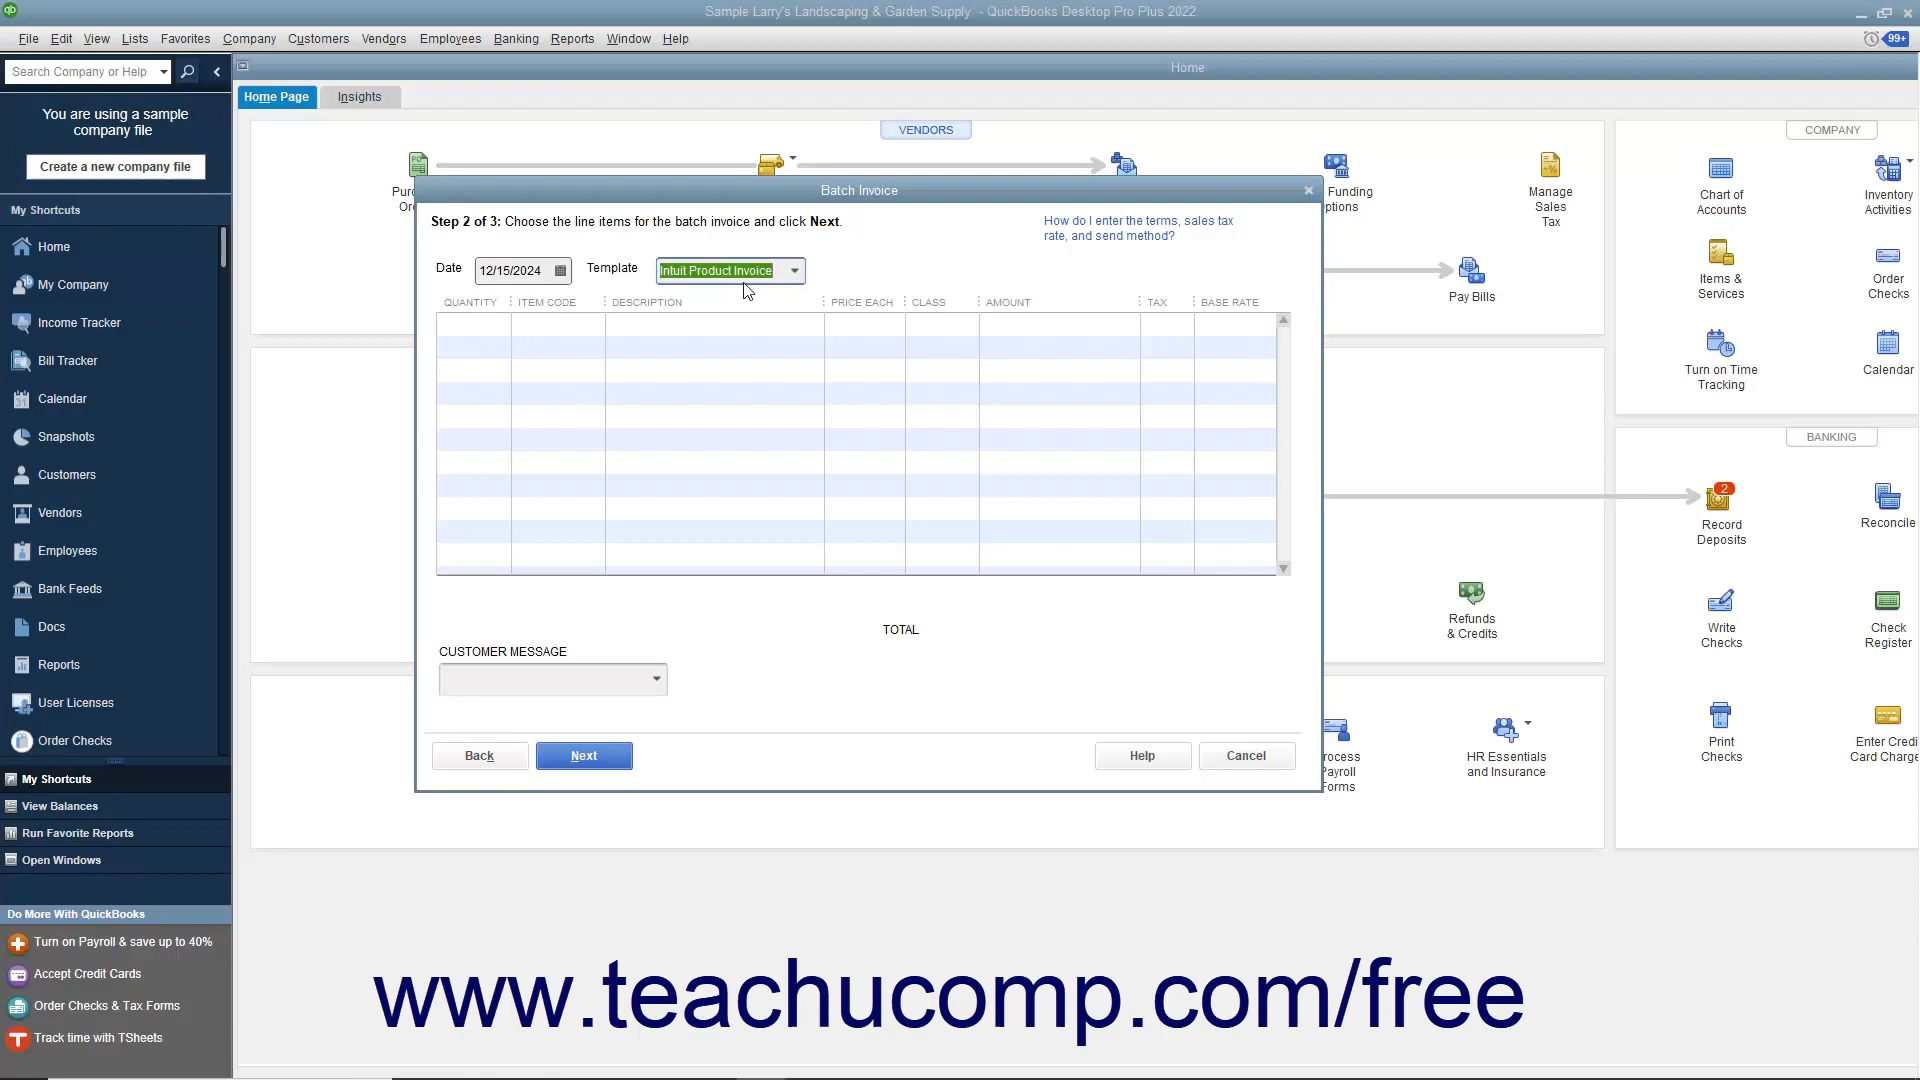 Sample Larry's Landscaping & Garden Supply - QuickBooks Desktop Pro Plus 2022
File Edit View Lists Favorites Company Customers Vendors Employees Banking Reports Window Help
99+
Search Company or Help
Home
You are using a sample
company file
Create a new company file
Home Page
Insights
VENDORS
COMPANY
Chart of
Accounts
Inventory
Activities
Manage
Sales
Tax
Funding
ptions
Purc
Or
Items &
Services
Order
Checks
Pay Bills
Turn on Time
Tracking
Calendar
BANKING
2
Record
Deposits
Reconcile
Refunds
& Credits
Write
Checks
Check
Register
Print
Checks
Enter Credi
Card Charge
rocess
Payroll
Forms
HR Essentials
and Insurance
My Shortcuts
Home
My Company
Income Tracker
Bill Tracker
31
Calendar
Snapshots
Customers
Vendors
Employees
Bank Feeds
Docs
Reports
User Licenses
Order Checks
My Shortcuts
View Balances
Run Favorite Reports
Open Windows
Do More With QuickBooks
Turn on Payroll & save up to 40%
Accept Credit Cards
Order Checks & Tax Forms
Track time with TSheets
Batch Invoice
Step 2 of 3: Choose the line items for the batch invoice and click Next.
How do I enter the terms, sales tax
rate, and send method?
Date 12/15/2024 Template Intuit Product Invoice
QUANTITY ITEM CODE DESCRIPTION PRICE EACH CLASS AMOUNT TAX BASE RATE
TOTAL
CUSTOMER MESSAGE
Back Next Help Cancel
www.teachucomp.com/free